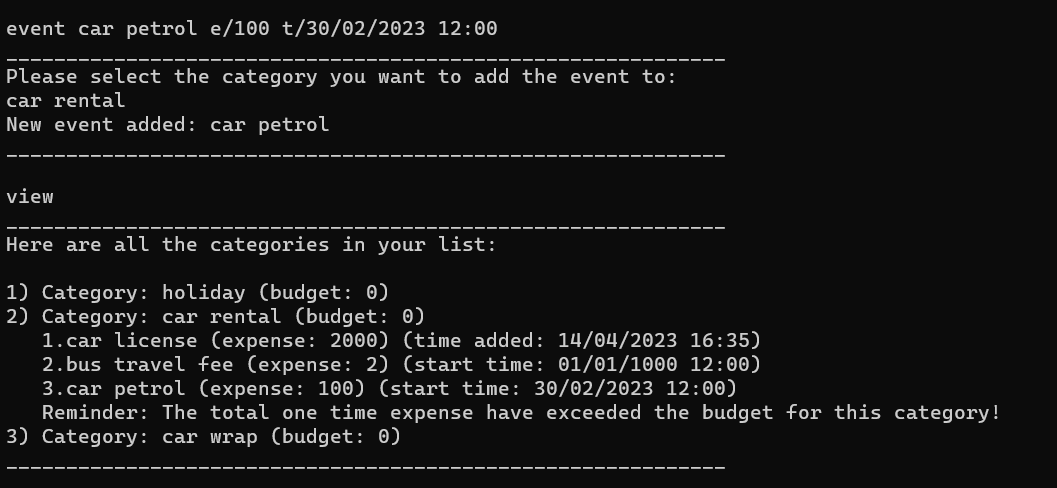 event car petrol e/100 t/30/02/2023 12:00
____________________________________________________________
Please select the category you want to add the event to:
car rental
New event added: car petrol
____________________________________________________________
view
____________________________________________________________
Here are all the categories in your list:
1) Category: holiday (budget: 0)
2) Category: car rental (budget: 0)
   1.car license (expense: 2000) (time added: 14/04/2023 16:35)
   2.bus travel fee (expense: 2) (start time: 01/01/1000 12:00)
   3.car petrol (expense: 100) (start time: 30/02/2023 12:00)
   Reminder: The total one time expense have exceeded the budget for this category!
3) Category: car wrap (budget: 0)
____________________________________________________________